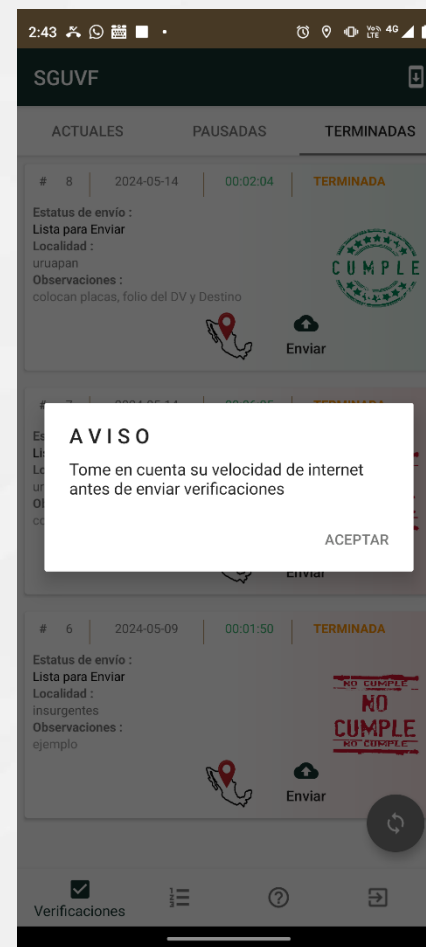 2:43
VoD LTE 4G
SGUVF
ACTUALES PAUSADAS TERMINADAS
# 8 2024-05-14 00:02:04 TERMINADA
Estatus de envío :
Lista para Enviar
Localidad :
uruapan
Observaciones :
colocan placas, folio del DV y Destino
CUMPLE
Enviar
AVISO
Tome en cuenta su velocidad de internet
antes de enviar verificaciones
ACEPTAR
Enviar
# 6 2024-05-09 00:01:50 TERMINADA
Estatus de envío :
Lista para Enviar
Localidad :
insurgentes
Observaciones :
ejemplo
NO CUMPLE
NO
CUMPLE
NO CUMPLE
Enviar
Verificaciones